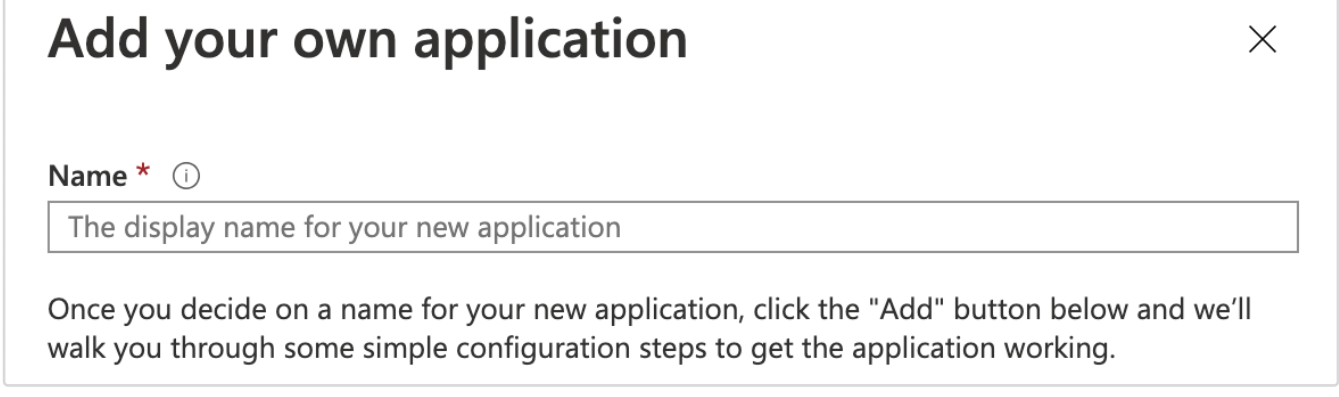 Add your own application
Name *
The display name for your new application
Once you decide on a name for your new application, click the "Add" button below and we’ll
walk you through some simple configuration steps to get the application working.